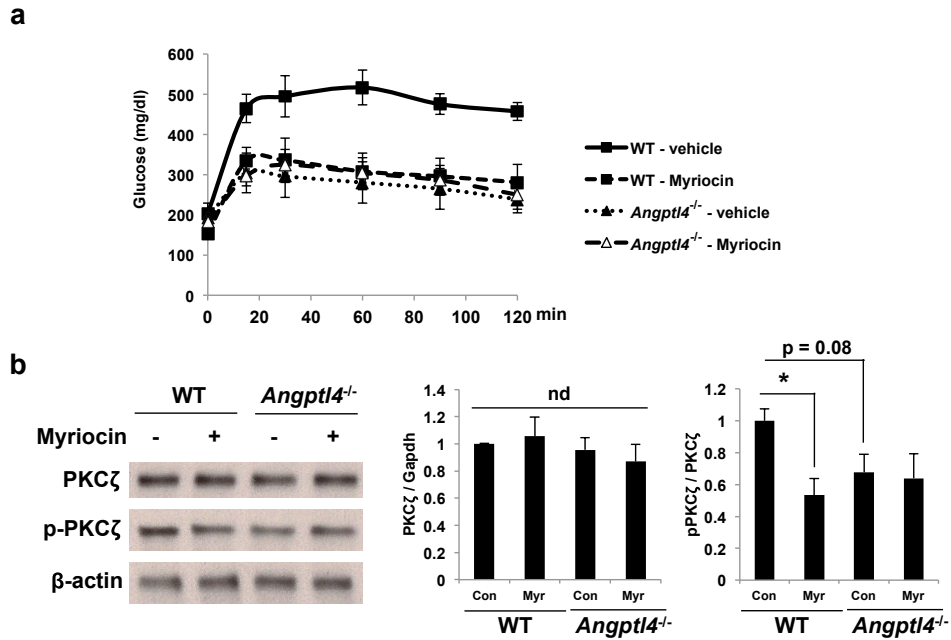 a
Glucose (mg/dl)
600
500
400
300
200
100
0
0 20 40 60 80 100 120 min
WT - vehicle
WT - Myriocin
Angptl4-/- - vehicle
Angptl4-/- - Myriocin
b
WT Angptl4-/-
Myriocin - + - +
PKCζ
p-PKCζ
β-actin
PKCζ / Gapdh
1.4
1.2
1
0.8
0.6
0.4
0.2
0
nd
Con Myr Con Myr
WT Angptl4-/-
pPKCζ / PKCζ
1.2
1
0.8
0.6
0.4
0.2
0
p = 0.08
*
Con Myr Con Myr
WT Angptl4-/-